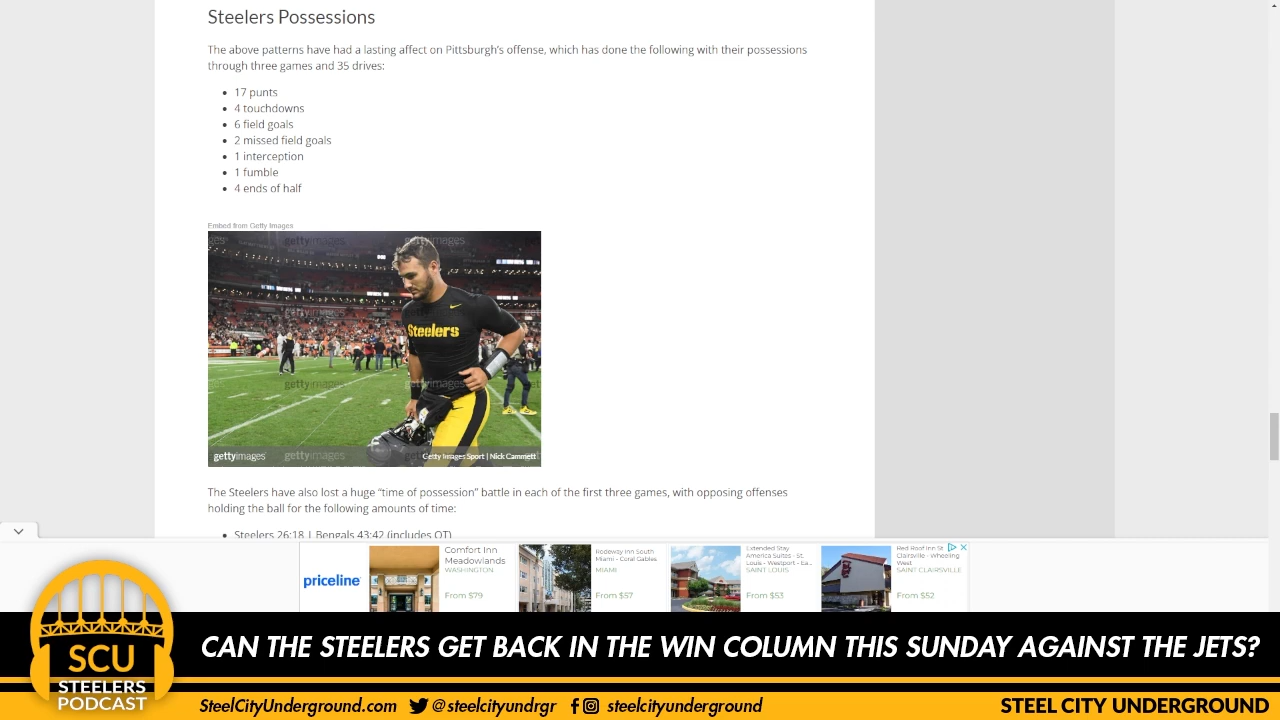 Steelers Possessions
The above patterns have had a lasting affect on Pittsburgh's offense, which has done the following with their possessions
through three games and 35 drives:
17 punts
4 touchdowns
6 field goals
2 missed field goals
1 interception
1 fumble
4 ends of half
Embed from Getty Images
gettyimages
gettyimages
Steelers
gettyimages
gettyimages
gettyimages
gettyimages
Getty Images Sport | Nick Cammett
The Steelers have also lost a huge “time of possession” battle in each of the first three games, with opposing offenses
holding the ball for the following amounts of time:
Steelers 26:18 | Bengals 43:42 (includes OT)
priceline
Comfort Inn
Meadowlands
WASHINGTON,
From $79
Rodeway Inn South
Miami - Coral Gables
MIAMI
From $57
Extended Stay
America Suites - St.
Louis - Westport - Ea...
SAINT LOUIS
From $53
Red Roof Inn St
Clairsville - Wheeling
West
SAINT CLAIRSVILLE
From $52
SCU
STEELERS
PODCAST
CAN THE STEELERS GET BACK IN THE WIN COLUMN THIS SUNDAY AGAINST THE JETS?
SteelCityUnderground.com @steelcityundrgr steelcityunderground
STEEL CITY UNDERGROUND